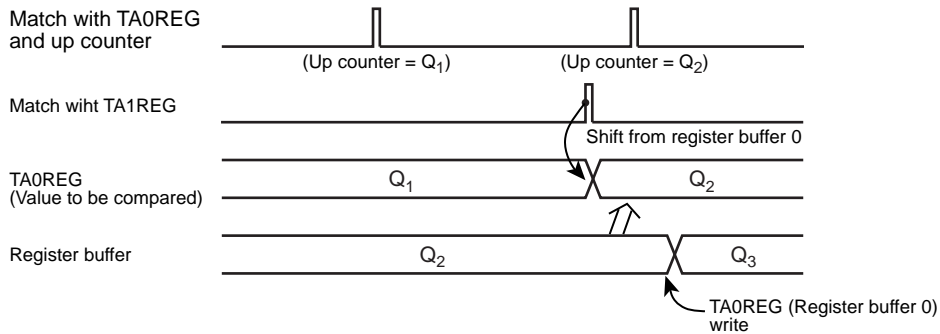 Match with TA0REG
and up counter
(Up counter = Q1)
(Up counter = Q2)
Match wiht TA1REG
Shift from register buffer 0
TA0REG
(Value to be compared)
Q1
Q2
Register buffer
Q2
Q3
TA0REG (Register buffer 0)
write